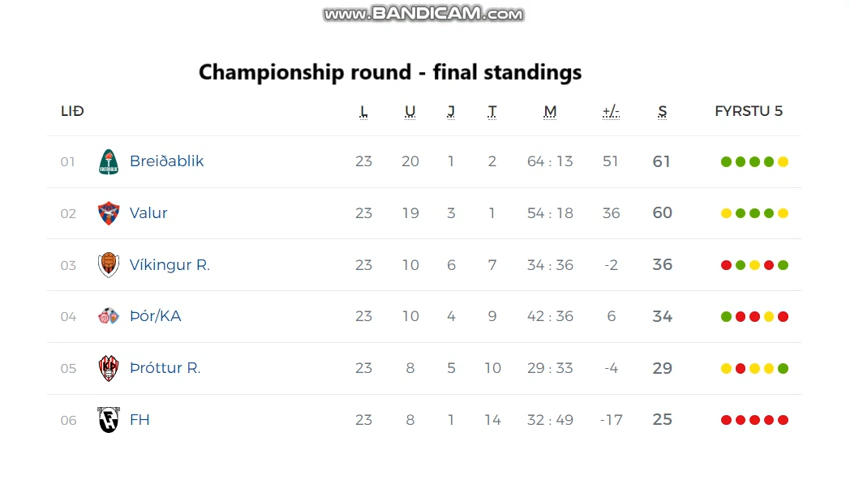 www.BANDICAM.com
Championship round - final standings
LIÐ L U J T M +/- S FYRSTU 5
01 Breiðablik 23 20 1 2 64 : 13 51 61
02 Valur 23 19 3 1 54 : 18 36 60
03 Víkingur R. 23 10 6 7 34 : 36 -2 36
04 Þór/KA 23 10 4 9 42 : 36 6 34
05 Þróttur R. 23 8 5 10 29 : 33 -4 29
06 FH 23 8 1 14 32 : 49 -17 25